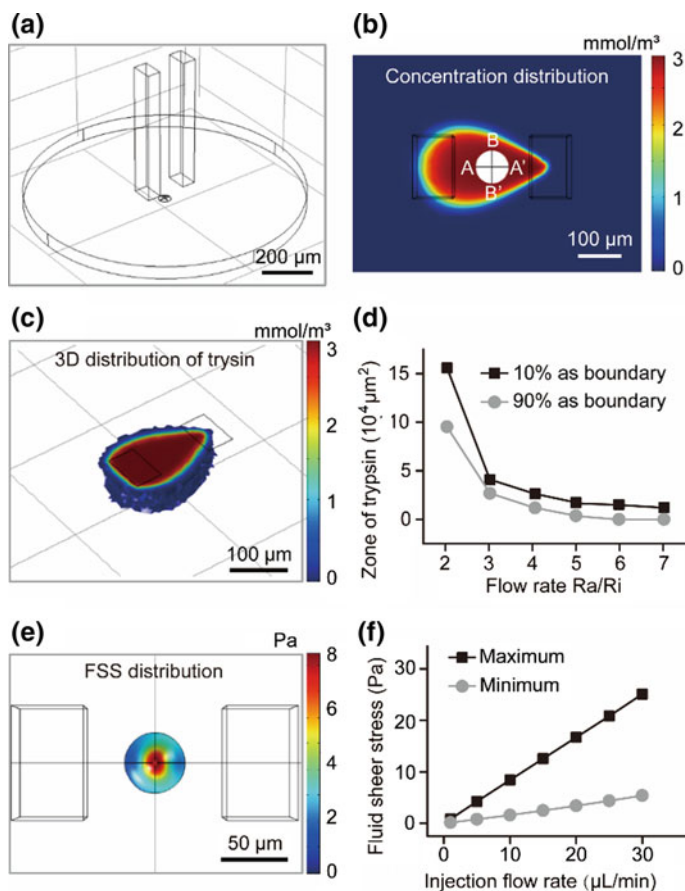 (a)
200 µm
(b)
mmol/m³
Concentration distribution
3
2
1
0
B
A
A'
B'
100 µm
(c)
mmol/m³
3D distribution of trysin
3
2
1
0
100 µm
(d)
Zone of trypsin (10⁴µm²)
15
10
5
0
10% as boundary
90% as boundary
2 3 4 5 6 7
Flow rate Ra/Ri
(e)
Pa
FSS distribution
8
6
4
2
0
50 µm
(f)
Fluid sheer stress (Pa)
30
20
10
0
Maximum
Minimum
0 10 20 30
Injection flow rate (µL/min)